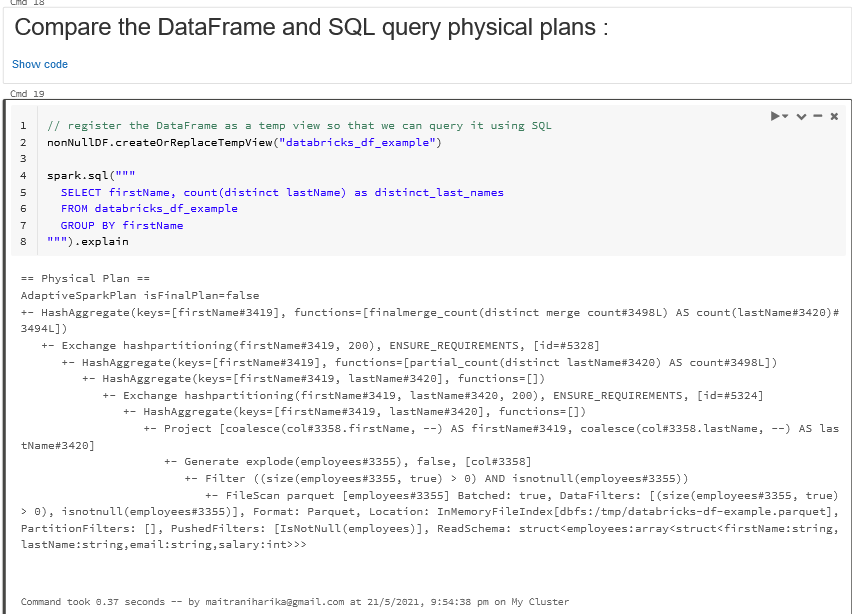 Cmd 18
Compare the DataFrame and SQL query physical plans :
Show code
Cmd 19
1 // register the DataFrame as a temp view so that we can query it using SQL
2 nonNullDF.createOrReplaceTempView("databricks_df_example")
3
4 spark.sql("""
5 SELECT firstName, count(distinct lastName) as distinct_last_names
6 FROM databricks_df_example
7 GROUP BY firstName
8 """).explain
== Physical Plan ==
AdaptiveSparkPlan isFinalPlan=false
+- HashAggregate(keys=[firstName#3419], functions=[finalmerge_count(distinct merge count#3498L) AS count(lastName#3420)#
3494L])
+- Exchange hashpartitioning(firstName#3419, 200), ENSURE_REQUIREMENTS, [id=#5328]
+- HashAggregate(keys=[firstName#3419], functions=[partial_count(distinct lastName#3420) AS count#3498L])
+- HashAggregate(keys=[firstName#3419, lastName#3420], functions=[])
+- Exchange hashpartitioning(firstName#3419, lastName#3420, 200), ENSURE_REQUIREMENTS, [id=#5324]
+- HashAggregate(keys=[firstName#3419, lastName#3420], functions=[])
+- Project [coalesce(col#3358.firstName, --) AS firstName#3419, coalesce(col#3358.lastName, --) AS las
tName#3420]
+- Generate explode(employees#3355), false, [col#3358]
+- Filter ((size(employees#3355, true) > 0) AND isnotnull(employees#3355))
+- FileScan parquet [employees#3355] Batched: true, DataFilters: [(size(employees#3355, true)
> 0), isnotnull(employees#3355)], Format: Parquet, Location: InMemoryFileIndex[dbfs:/tmp/databricks-df-example.parquet],
PartitionFilters: [], PushedFilters: [IsNotNull(employees)], ReadSchema: struct<employees:array<struct<firstName:string,
lastName:string,email:string,salary:int>>>
Command took 0.37 seconds -- by maitraniharika@gmail.com at 21/5/2021, 9:54:38 pm on My Cluster